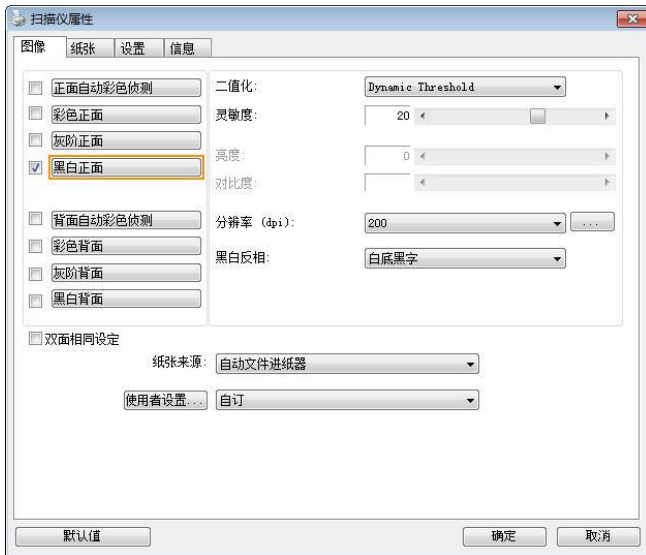 扫描仪属性
图像 纸张 设置 信息
正面自动彩色侦测
彩色正面
灰阶正面
黑白正面
背面自动彩色侦测
彩色背面
灰阶背面
黑白背面
二值化: Dynamic Threshold
灵敏度: 20
高度: 0
对比度:
分辨率 (dpi): 200 ...
黑白反相: 白底黑字
双面相同设定
纸张来源: 自动文件进纸器
使用者设置... 自订
默认值 确定 取消